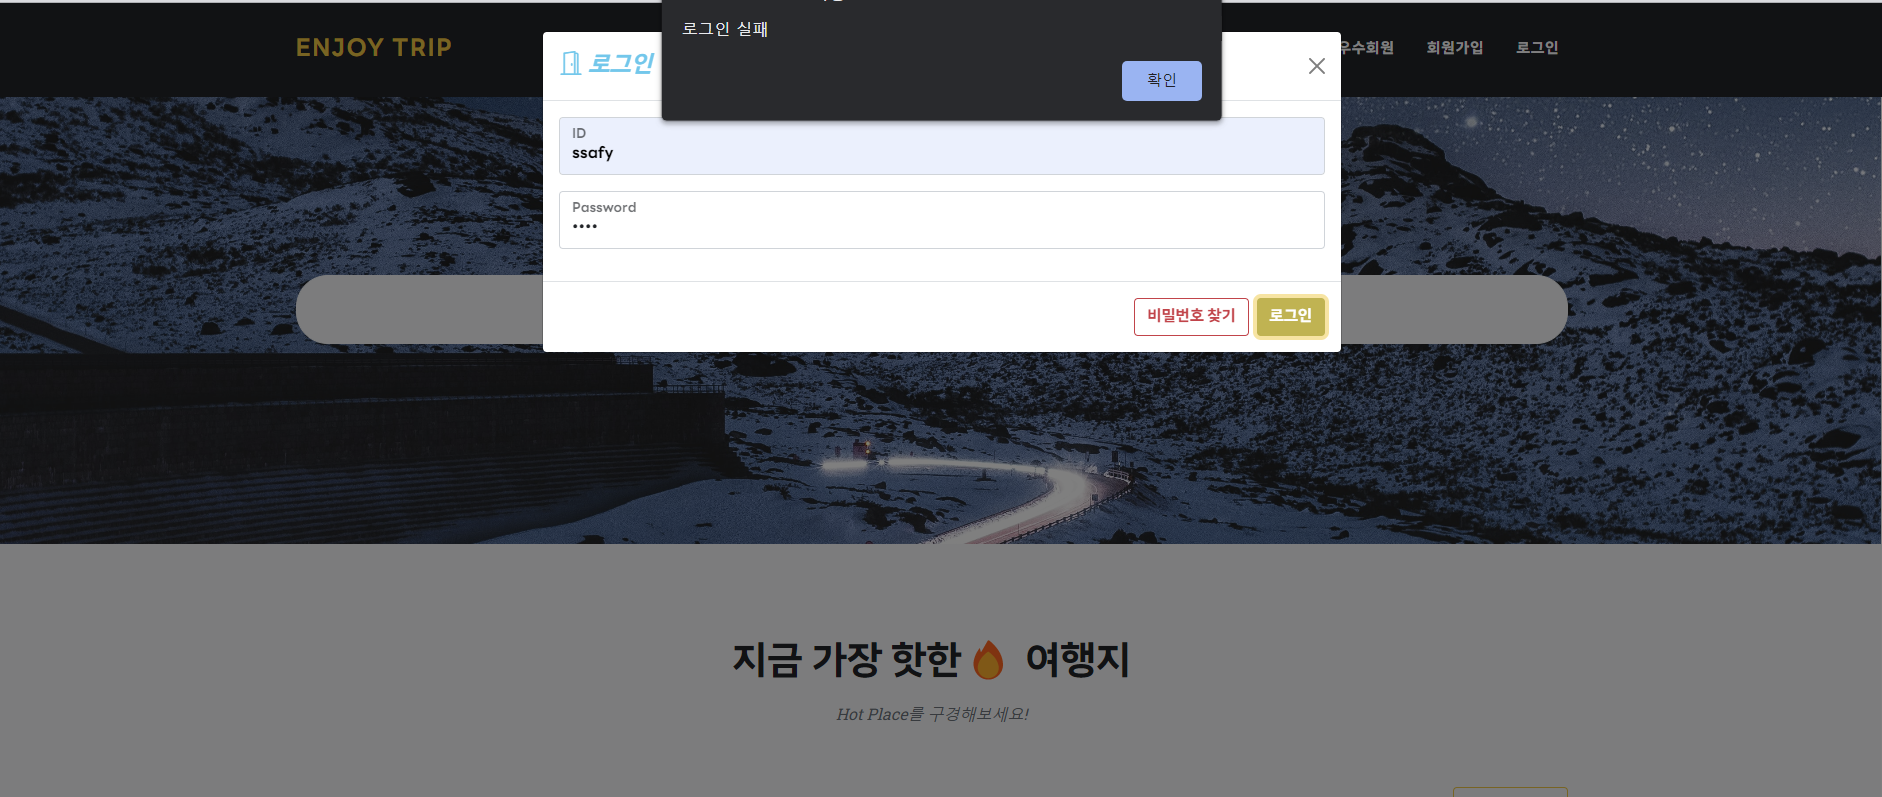 로그인 실패
확인
ENJOY TRIP
우수회원
회원가입
로그인
로그인
ID
ssafy
Password
••••
비밀번호 찾기
로그인
지금 가장 핫한🔥 여행지
Hot Place를 구경해보세요!